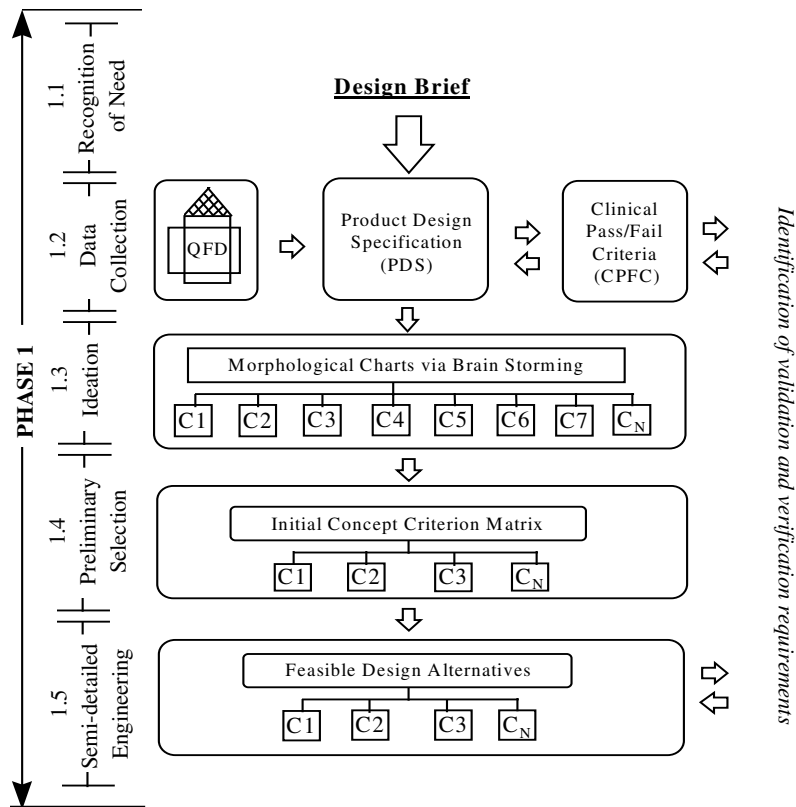 PHASE 1
1.1
Recognition
of Need
Design Brief
1.2
Data
Collection
QFD
Product Design
Specification
(PDS)
Clinical
Pass/Fail
Criteria
(CPFC)
Identification of validation and verification requirements
1.3
Ideation
Morphological Charts via Brain Storming
C1 C2 C3 C4 C5 C6 C7 CN
1.4
Preliminary
Selection
Initial Concept Criterion Matrix
C1 C2 C3 CN
1.5
Semi-detailed
Engineering
Feasible Design Alternatives
C1 C2 C3 CN